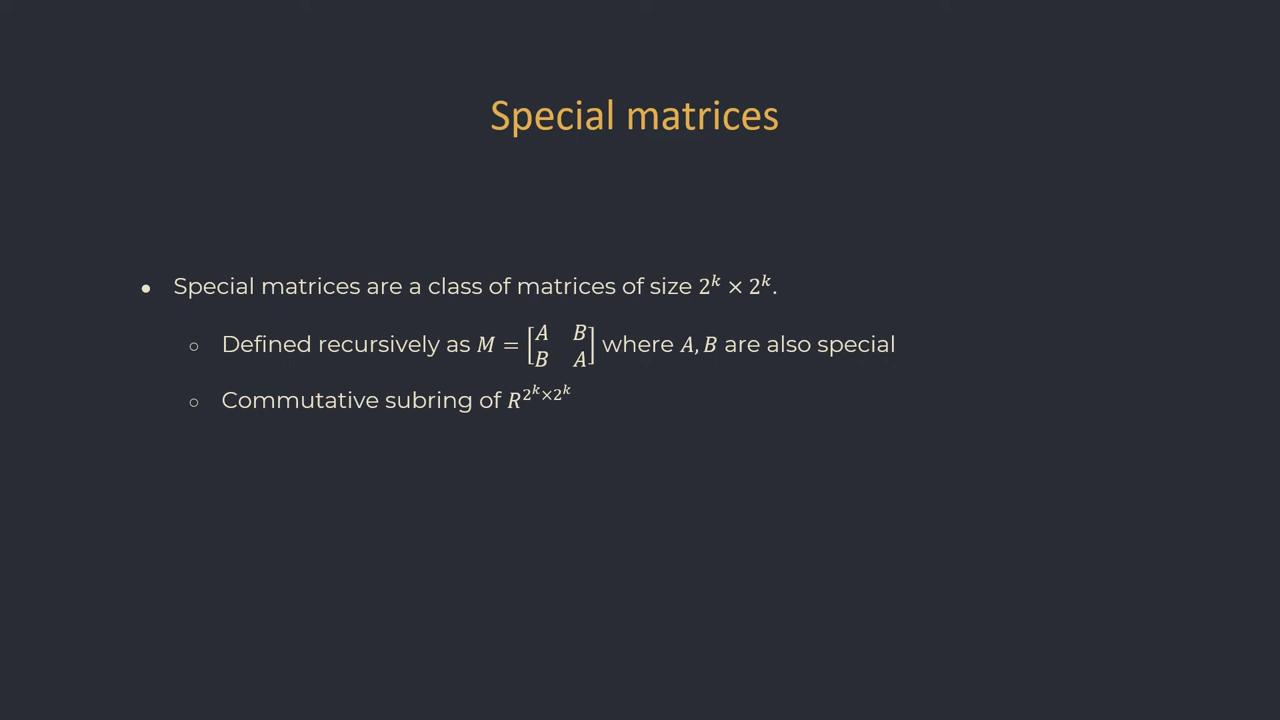 Special matrices
• Special matrices are a class of matrices of size 2^k × 2^k.
○ Defined recursively as M = [A B; B A] where A, B are also special
○ Commutative subring of R^{2^k×2^k}